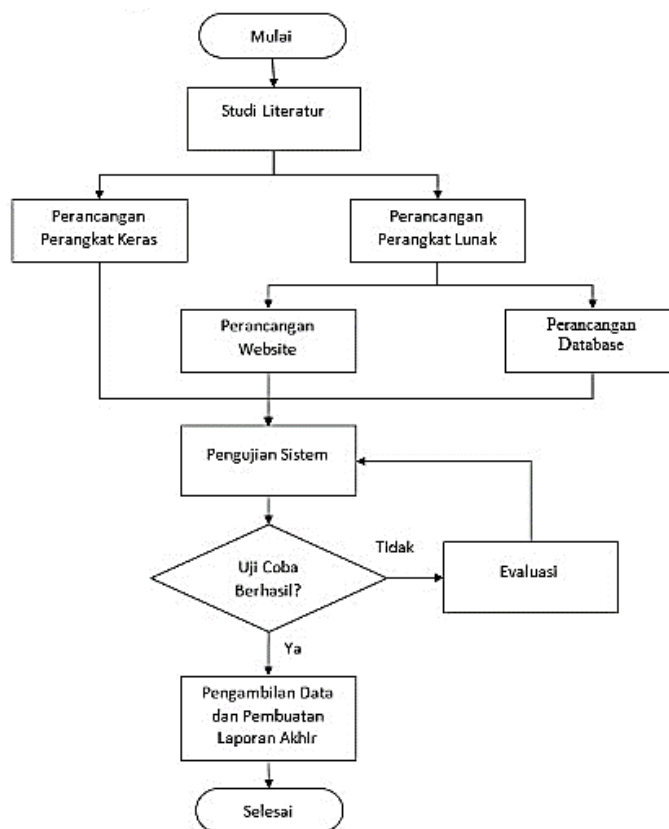 Mulai
Studi Literatur
Perancangan
Perangkat Keras
Perancangan
Perangkat Lunak
Perancangan
Website
Perancangan
Database
Pengujian Sistem
Uji Coba
Berhasil?
Tidak
Evaluasi
Ya
Pengambilan Data
dan Pembuatan
Laporan Akhir
Selesai